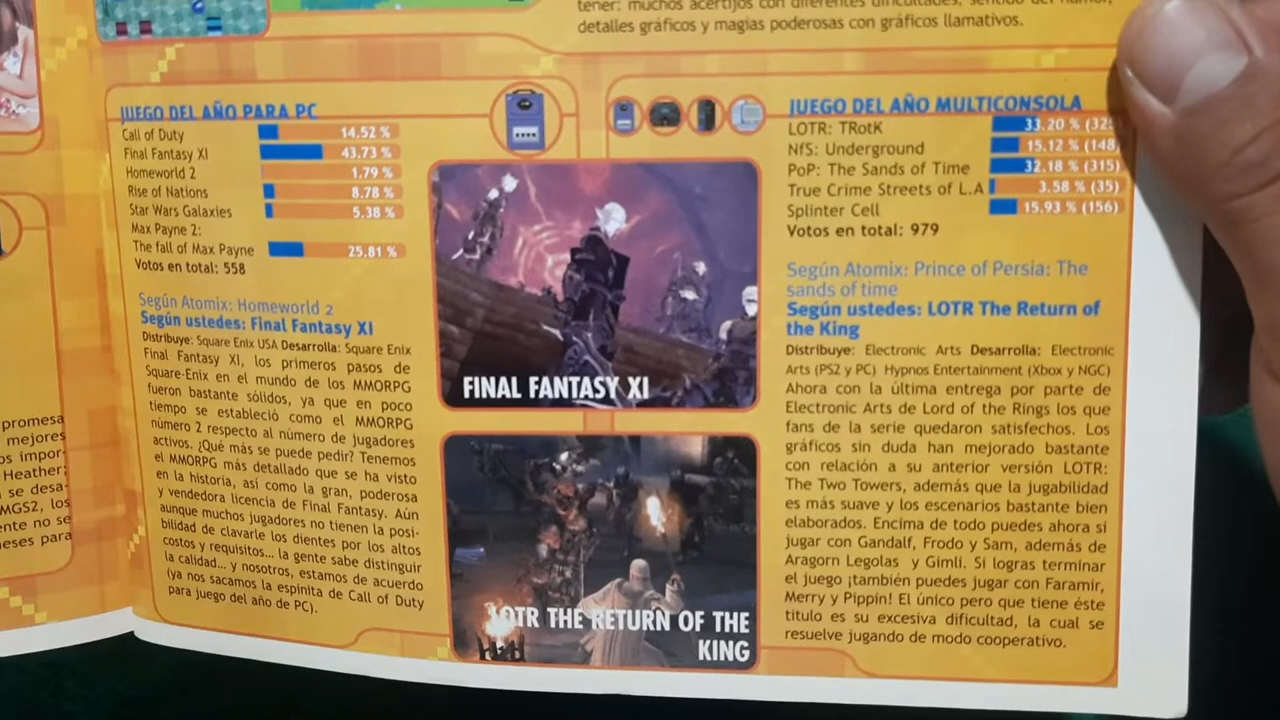 tener: muchos acertijos con diferentes dificultades, sentido del humor,
detalles gráficos y magias poderosas con gráficos llamativos.
promesa
mejores
os impor-
Heather;
se desa-
MGS2, los
ente no se
eses para
JUEGO DEL AÑO PARA PC
Call of Duty 14.52 %
Final Fantasy XI 43.73 %
Homeworld 2 1.79 %
Rise of Nations 8.78 %
Star Wars Galaxies 5.38 %
Max Payne 2:
The fall of Max Payne 25.81 %
Votos en total: 558
Según Atomix: Homeworld 2
Según ustedes: Final Fantasy XI
Distribuye: Square Enix USA Desarrolla: Square Enix
Final Fantasy XI, los primeros pasos de
Square-Enix en el mundo de los MMORPG
fueron bastante sólidos, ya que en poco
tiempo se estableció como el MMORPG
número 2 respecto al número de jugadores
activos. ¿Qué más se puede pedir? Tenemos
el MMORPG más detallado que se ha visto
en la historia, así como la gran, poderosa
y vendedora licencia de Final Fantasy. Aún
aunque muchos jugadores no tienen la posi-
bilidad de clavarle los dientes por los altos
costos y requisitos... la gente sabe distinguir
la calidad... y nosotros, estamos de acuerdo
(ya nos sacamos la espinita de Call of Duty
para juego del año de PC).
FINAL FANTASY XI
LOTR THE RETURN OF THE
KING
JUEGO DEL AÑO MULTICONSOLA
LOTR: TRotK 33.20 % (325
NfS: Underground 15.12 % (148
PoP: The Sands of Time 32.18 % (315)
True Crime Streets of L.A 3.58 % (35)
Splinter Cell 15.93 % (156)
Votos en total: 979
Según Atomix: Prince of Persia: The
sands of time
Según ustedes: LOTR The Return of
the King
Distribuye: Electronic Arts Desarrolla: Electronic
Arts (PS2 y PC) Hypnos Entertainment (Xbox y NGC)
Ahora con la última entrega por parte de
Electronic Arts de Lord of the Rings los que
fans de la serie quedaron satisfechos. Los
gráficos sin duda han mejorado bastante
con relación a su anterior versión LOTR:
The Two Towers, además que la jugabilidad
es más suave y los escenarios bastante bien
elaborados. Encima de todo puedes ahora si
jugar con Gandalf, Frodo y Sam, además de
Aragorn Legolas y Gimli. Si logras terminar
el juego ¡también puedes jugar con Faramir,
Merry y Pippin! El único pero que tiene éste
titulo es su excesiva dificultad, la cual se
resuelve jugando de modo cooperativo.